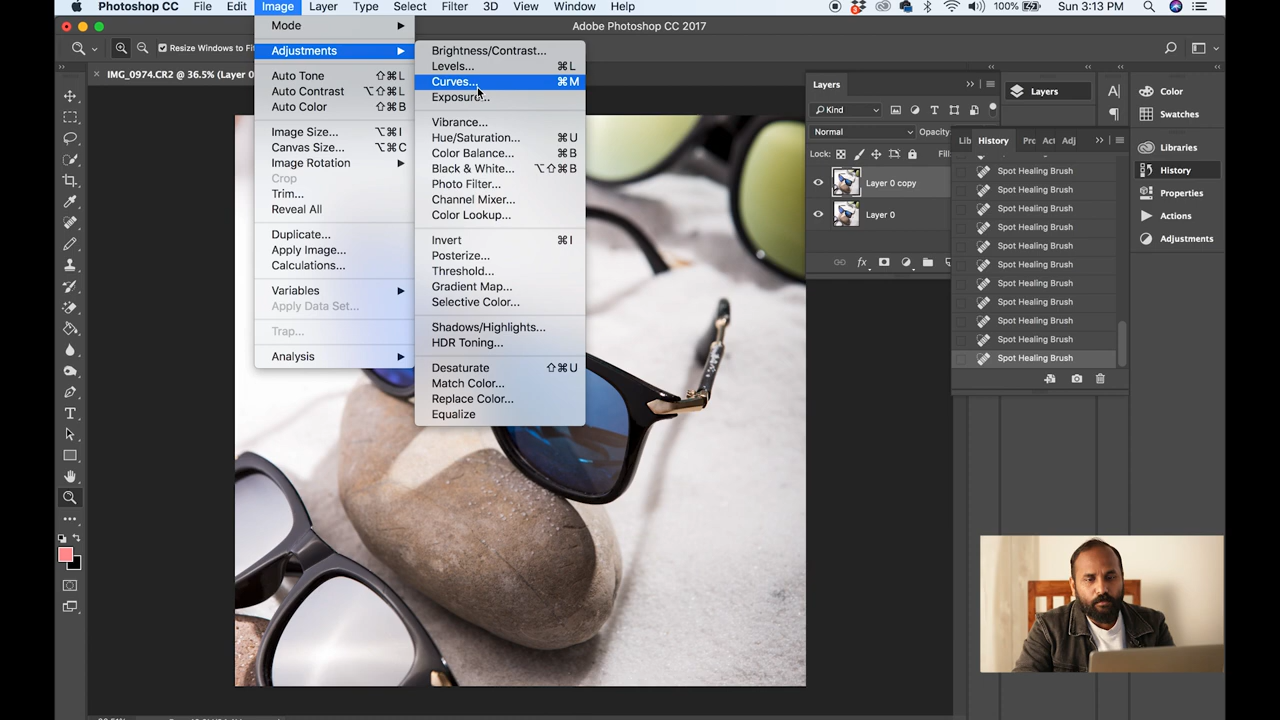 Photoshop CC File Edit Image Layer Type Select Filter 3D View Window Help 100% Sun 3:13 PM
Adobe Photoshop CC 2017
Resize Windows to F
IMG_0974.CR2 @ 36.5% (Layer 0
Mode
Adjustments
Auto Tone ⇧⌘L
Auto Contrast ⌥⇧⌘L
Auto Color ⇧⌘B
Image Size... ⌥⌘I
Canvas Size... ⌥⌘C
Image Rotation
Crop
Trim...
Reveal All
Duplicate...
Apply Image...
Calculations...
Variables
Apply Data Set...
Trap...
Analysis
Brightness/Contrast...
Levels... ⌘L
Curves... ⌘M
Exposure...
Vibrance...
Hue/Saturation... ⌘U
Color Balance... ⌘B
Black & White... ⌥⇧⌘B
Photo Filter...
Channel Mixer...
Color Lookup...
Invert ⌘I
Posterize...
Threshold...
Gradient Map...
Selective Color...
Shadows/Highlights...
HDR Toning...
Desaturate ⇧⌘U
Match Color...
Replace Color...
Equalize
Layers
Kind
Normal Opacity
Lock: Fill
Layer 0 copy
Layer 0
fx
Layers
Lib History Pro Act Adj
Spot Healing Brush
Spot Healing Brush
Spot Healing Brush
Spot Healing Brush
Spot Healing Brush
Spot Healing Brush
Spot Healing Brush
Spot Healing Brush
Spot Healing Brush
Spot Healing Brush
Spot Healing Brush
Color
Swatches
Libraries
History
Properties
Actions
Adjustments